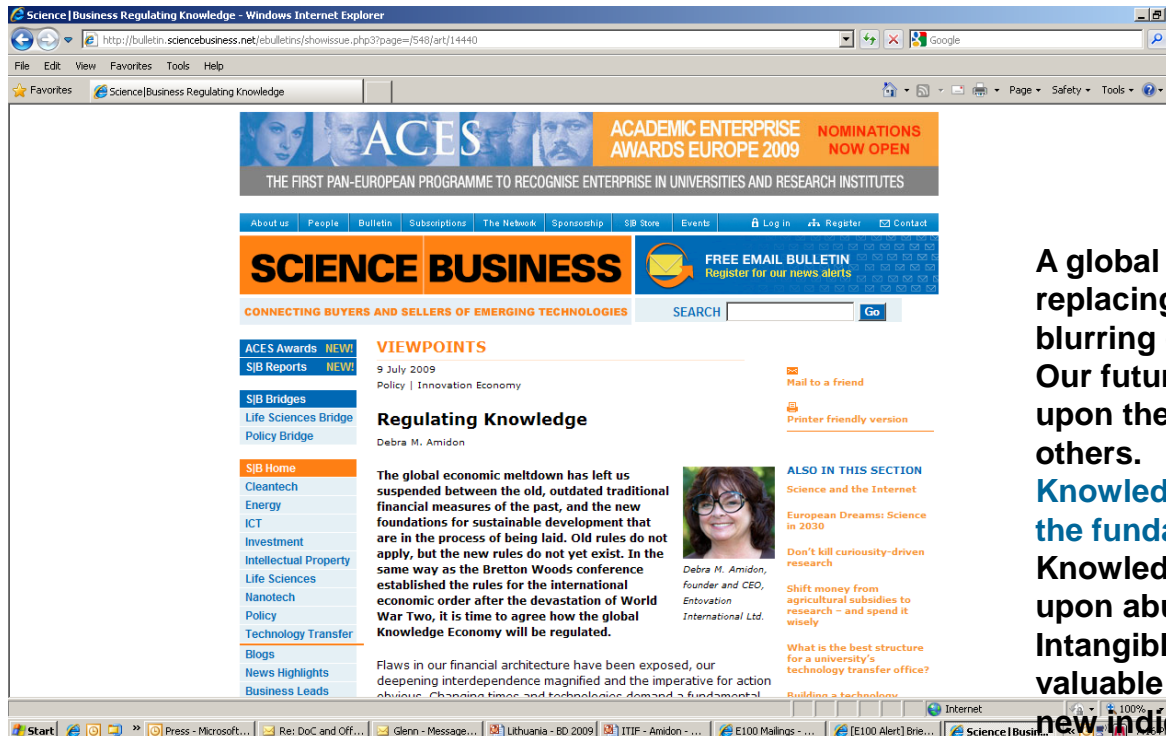 Science|Business Regulating Knowledge - Windows Internet Explorer
http://bulletin.sciencebusiness.net/ebulletins/showissue.php3?page=/548/art/14440
Google
File Edit View Favorites Tools Help
Favorites
Science|Business Regulating Knowledge
Page Safety Tools
ACES
ACADEMIC ENTERPRISE
AWARDS EUROPE 2009
NOMINATIONS
NOW OPEN
THE FIRST PAN-EUROPEAN PROGRAMME TO RECOGNISE ENTERPRISE IN UNIVERSITIES AND RESEARCH INSTITUTES
About us People Bulletin Subscriptions The Network Sponsorship S|B Store Events Log in Register Contact
SCIENCE BUSINESS
FREE EMAIL BULLETIN
Register for our news alerts
CONNECTING BUYERS AND SELLERS OF EMERGING TECHNOLOGIES
SEARCH Go
ACES Awards NEW!
S|B Reports NEW!
S|B Bridges
Life Sciences Bridge
Policy Bridge
S|B Home
Cleantech
Energy
ICT
Investment
Intellectual Property
Life Sciences
Nanotech
Policy
Technology Transfer
Blogs
News Highlights
Business Leads
VIEWPOINTS
9 July 2009
Policy | Innovation Economy
Regulating Knowledge
Debra M. Amidon
The global economic meltdown has left us
suspended between the old, outdated traditional
financial measures of the past, and the new
foundations for sustainable development that
are in the process of being laid. Old rules do not
apply, but the new rules do not yet exist. In the
same way as the Bretton Woods conference
established the rules for the international
economic order after the devastation of World
War Two, it is time to agree how the global
Knowledge Economy will be regulated.
Flaws in our financial architecture have been exposed, our
deepening interdependence magnified and the imperative for action
obvious. Changing times and technologies demand a fundamental
Debra M. Amidon,
founder and CEO,
Entovation
International Ltd.
Mail to a friend
Printer friendly version
ALSO IN THIS SECTION
Science and the Internet
European Dreams: Science
in 2030
Don't kill curiousity-driven
research
Shift money from
agricultural subsidies to
research – and spend it
wisely
What is the best structure
for a university's
technology transfer office?
Building a technology
A global
replacing
blurring
Our futur
upon the
others.
Knowled
the funda
Knowled
upon abu
Intangibl
valuable
new indi
Internet
100%
Start
Press - Microsoft...
Re: DoC and Off...
Glenn - Message...
Lithuania - BD 2009
ITIF - Amidon - ...
E100 Mailings - ...
[E100 Alert] Brie...
Science|Busin...